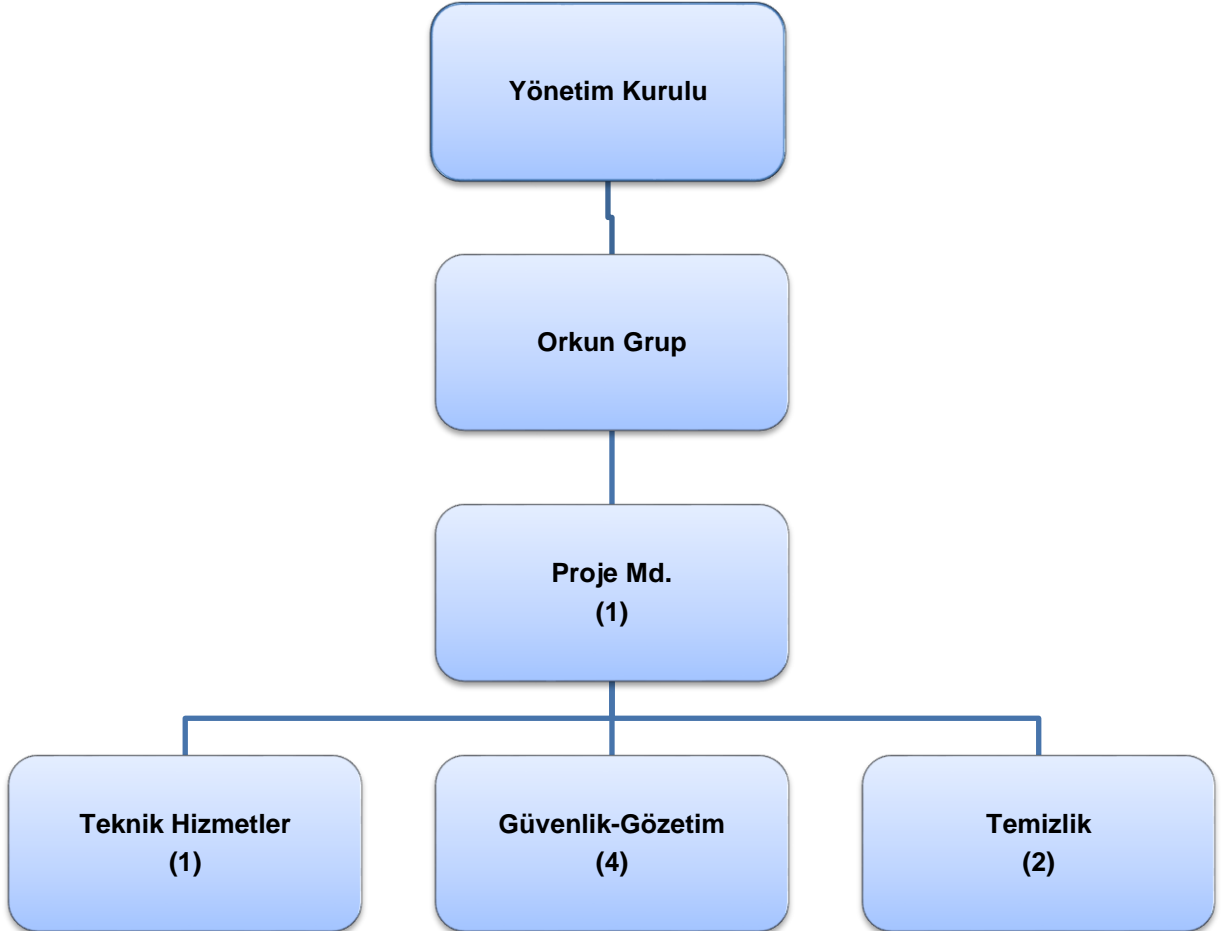 Yönetim Kurulu
Orkun Grup
Proje Md.
(1)
Teknik Hizmetler
(1)
Güvenlik-Gözetim
(4)
Temizlik
(2)